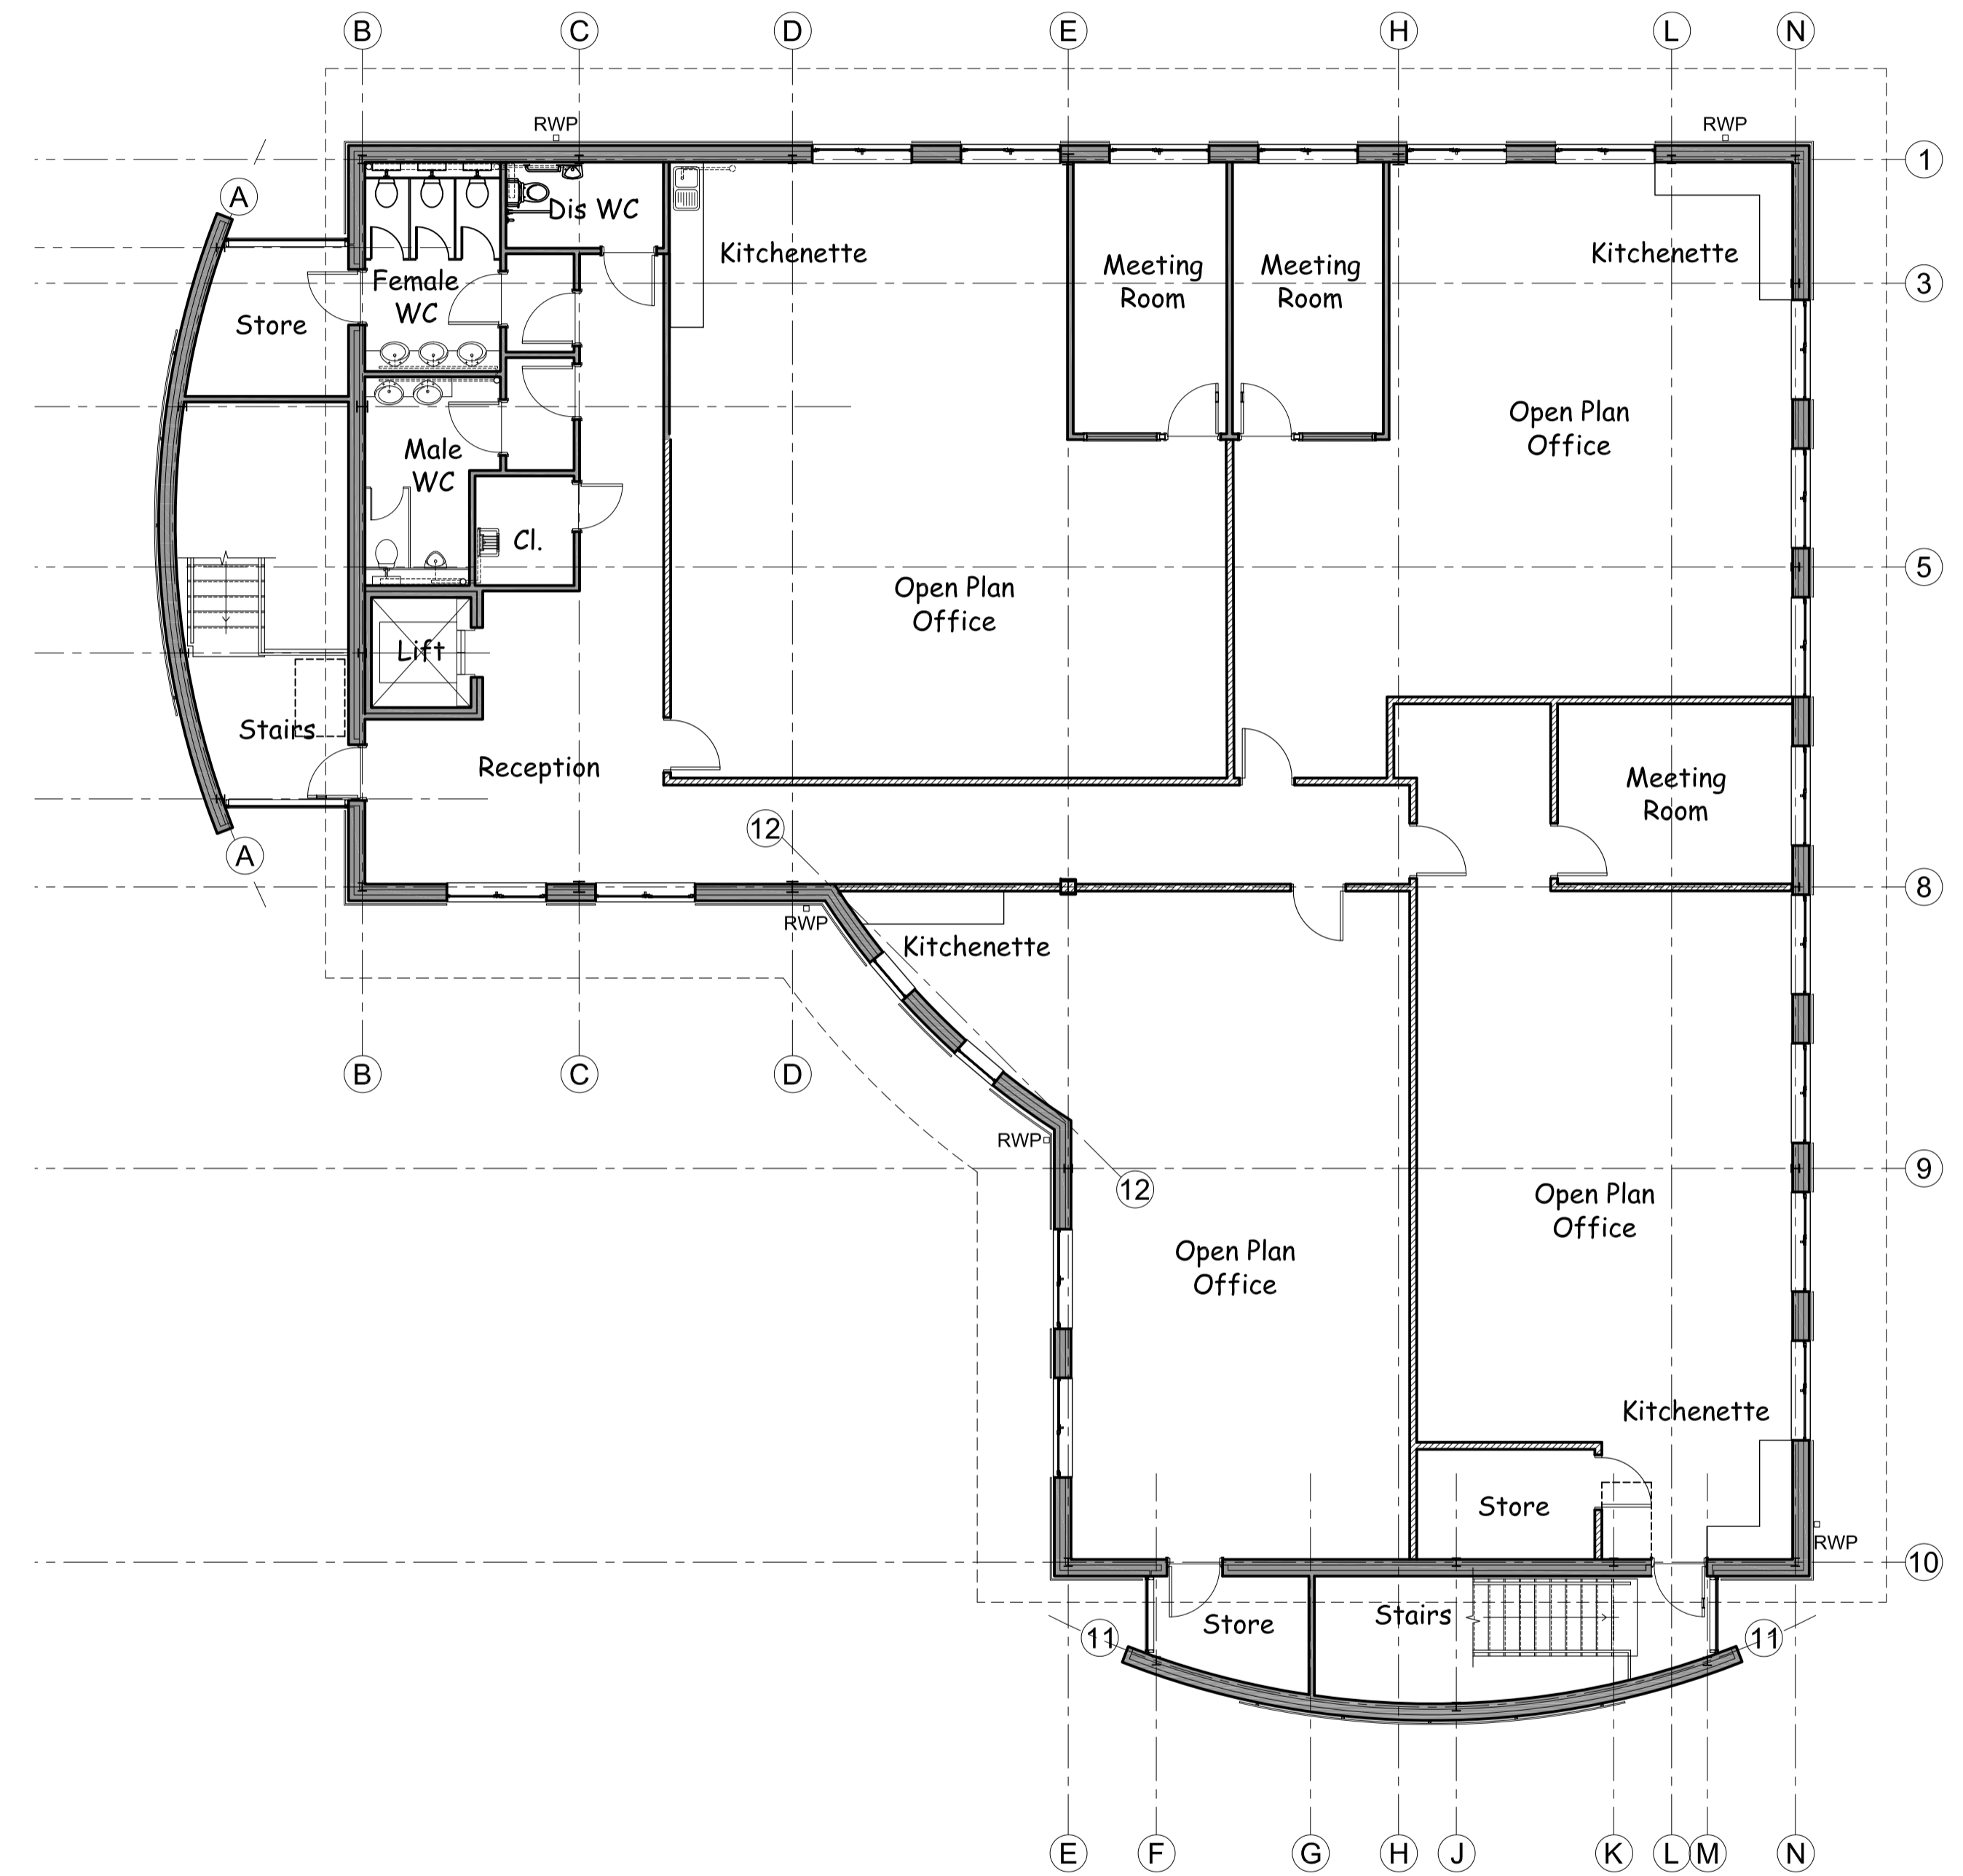 B
C
D
E
H
L
N
RWP
RWP
1
A
Dis WC
Kitchenette
Kitchenette
Meeting
Room
Meeting
Room
Female
WC
3
Store
Open Plan
Office
Male
WC
Cl.
5
Open Plan
Office
Lift
Stairs
Reception
Meeting
Room
12
A
8
RWP
Kitchenette
B
C
D
RWP
9
12
Open Plan
Office
Open Plan
Office
Kitchenette
Store
RWP
10
Stairs
Store
11
11
E
F
G
H
J
K
L
M
N